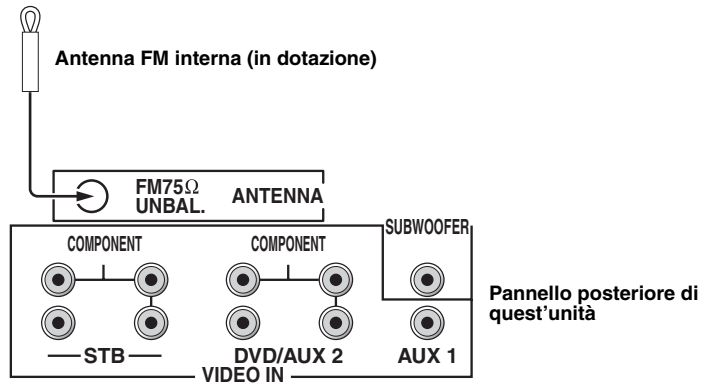 Antenna FM interna (in dotazione)
FM75Ω
UNBAL.
ANTENNA
SUBWOOFER
COMPONENT
COMPONENT
Pannello posteriore di
quest'unità
STB
DVD/AUX 2
AUX 1
VIDEO IN